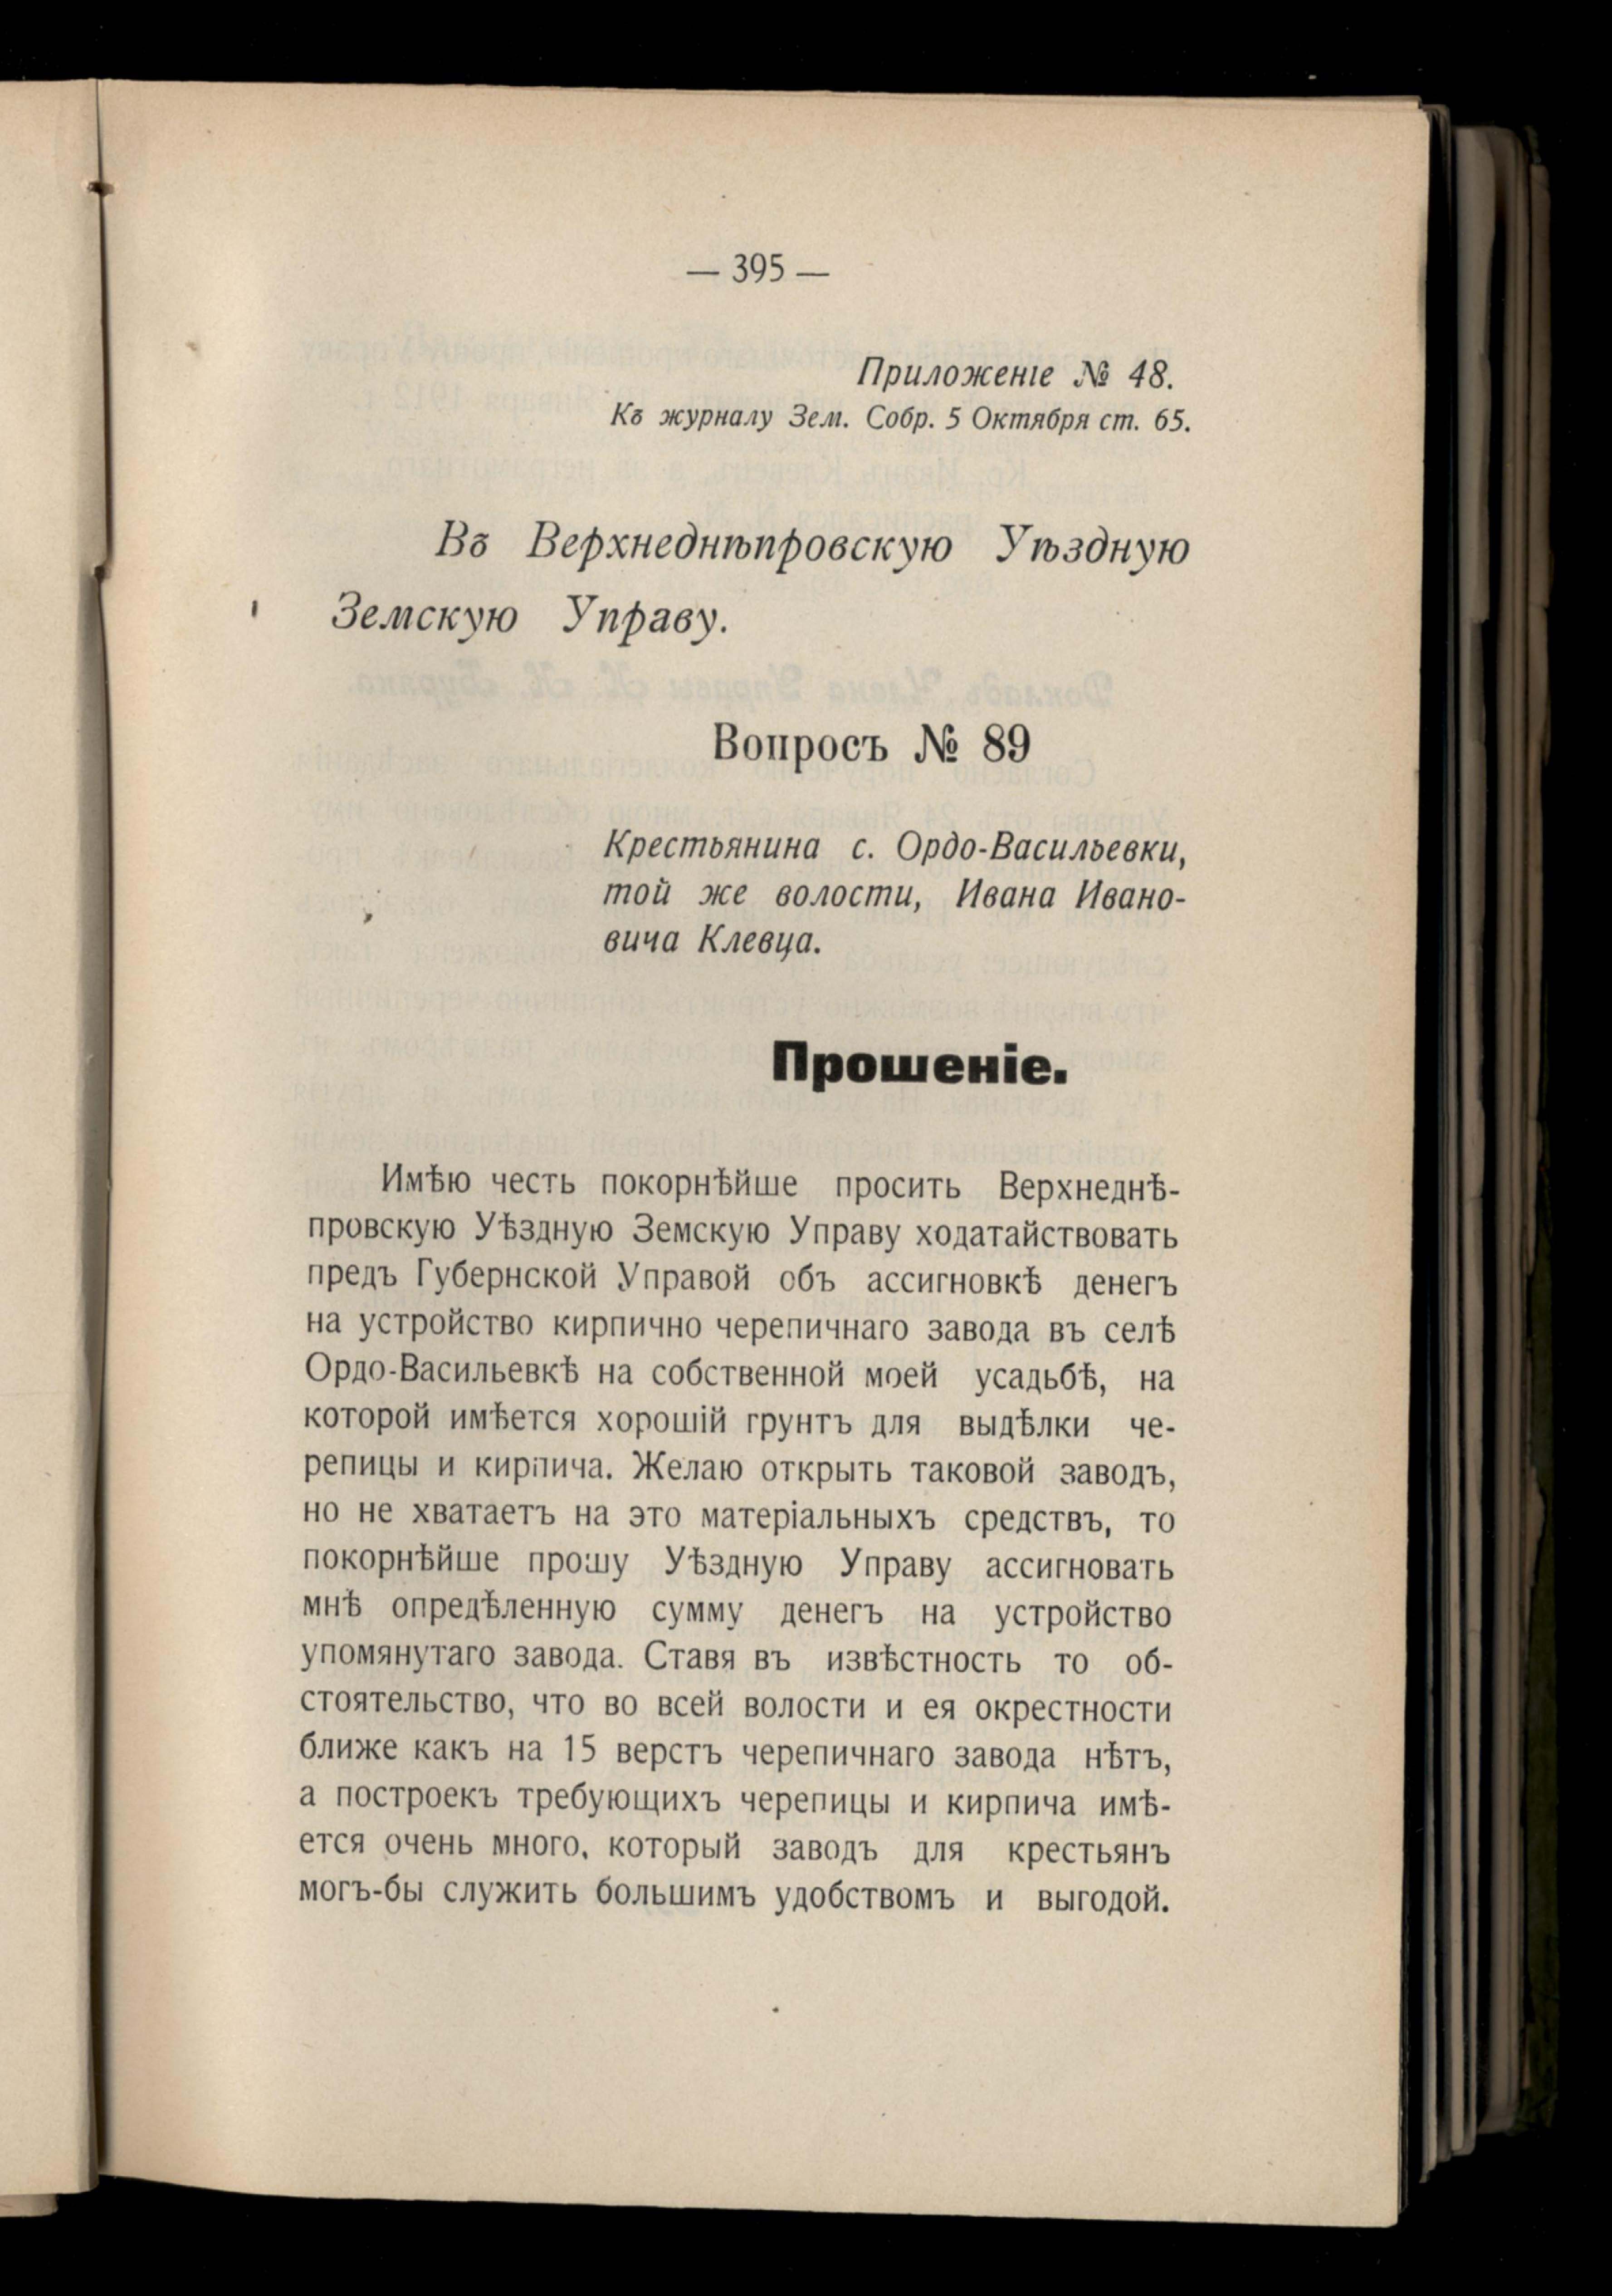 — 395 —
Приложеніе № 48.
Къ журналу Зем. Собр. 5 Октября ст. 65.
Въ Верхнеднѣпровскую Уѣздную
Земскую Управу.
Вопросъ № 89
Крестьянина с. Ордо-Васильевки,
той же волости, Ивана Ивано-
вича Клевца.
Прошеніе.
Имѣю честь покорнѣйше просить Верхнеднѣ-
провскую Уѣздную Земскую Управу ходатайствовать
предъ Губернской Управой объ ассигновкѣ денегъ
на устройство кирпично черепичнаго завода въ селѣ
Ордо-Васильевкѣ на собственной моей усадьбѣ, на
которой имѣется хорошій грунтъ для выдѣлки че-
репицы и кирпича. Желаю открыть таковой заводъ,
но не хватаетъ на это матеріальныхъ средствъ, то
покорнѣйше прошу Уѣздную Управу ассигновать
мнѣ опредѣленную сумму денегъ на устройство
упомянутаго завода. Ставя въ извѣстность то об-
стоятельство, что во всей волости и ея окрестности
ближе какъ на 15 верстъ черепичнаго завода нѣтъ,
а построекъ требующихъ черепицы и кирпича имѣ-
ется очень много, который заводъ для крестьянъ
могъ-бы служить большимъ удобствомъ и выгодой.